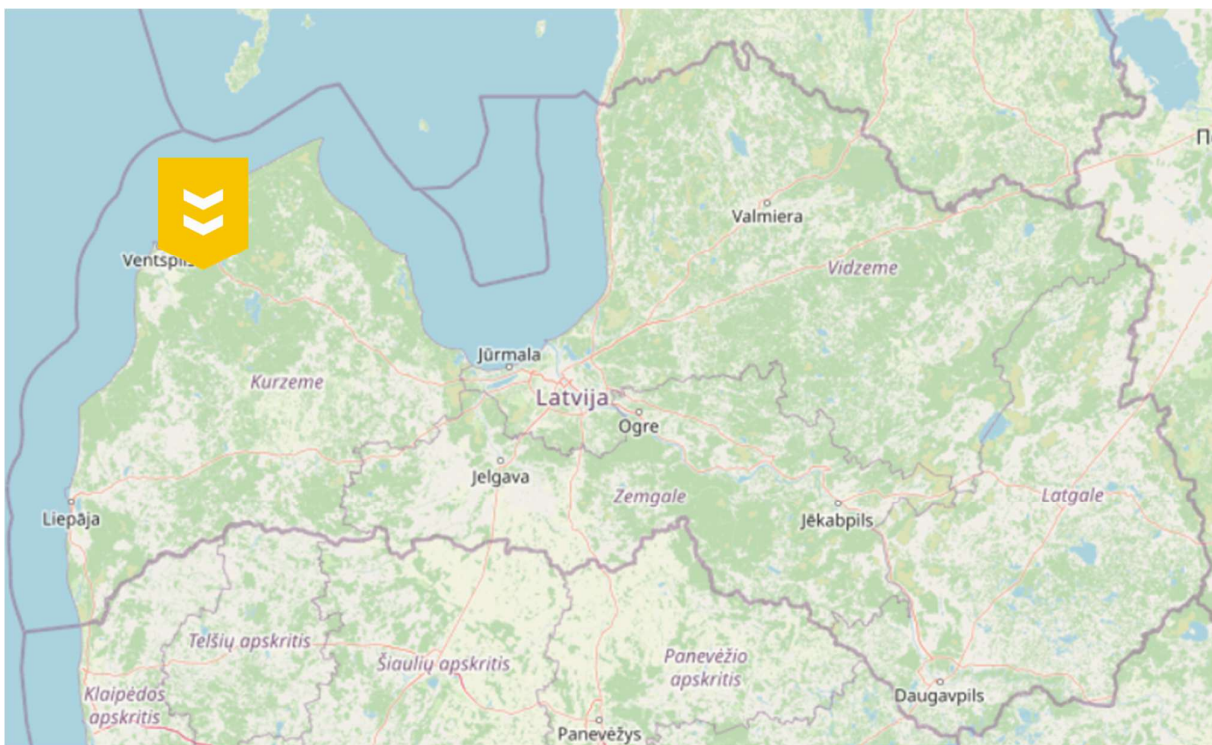 П
Valmiera
Ventspils
Vidzeme
Jūrmala
Kurzeme
Latvija
Ogre
Jelgava
Zemgale
Latgale
Liepāja
Jēkabpils
Telšių apskritis
Šiaulių apskritis
Panevėžio
apskritis
Klaipėdos
apskritis
Daugavpils
Panevėžys